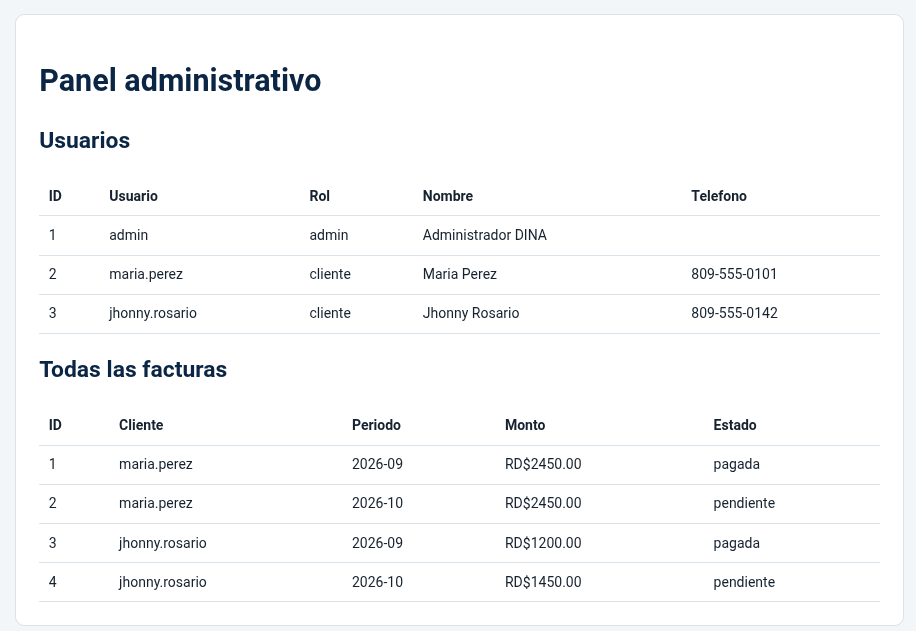 Panel administrativo
Usuarios
ID Usuario Rol Nombre Telefono
1 admin admin Administrador DINA
2 maria.perez cliente Maria Perez 809-555-0101
3 jhonny.rosario cliente Jhonny Rosario 809-555-0142
Todas las facturas
ID Cliente Periodo Monto Estado
1 maria.perez 2026-09 RD$2450.00 pagada
2 maria.perez 2026-10 RD$2450.00 pendiente
3 jhonny.rosario 2026-09 RD$1200.00 pagada
4 jhonny.rosario 2026-10 RD$1450.00 pendiente